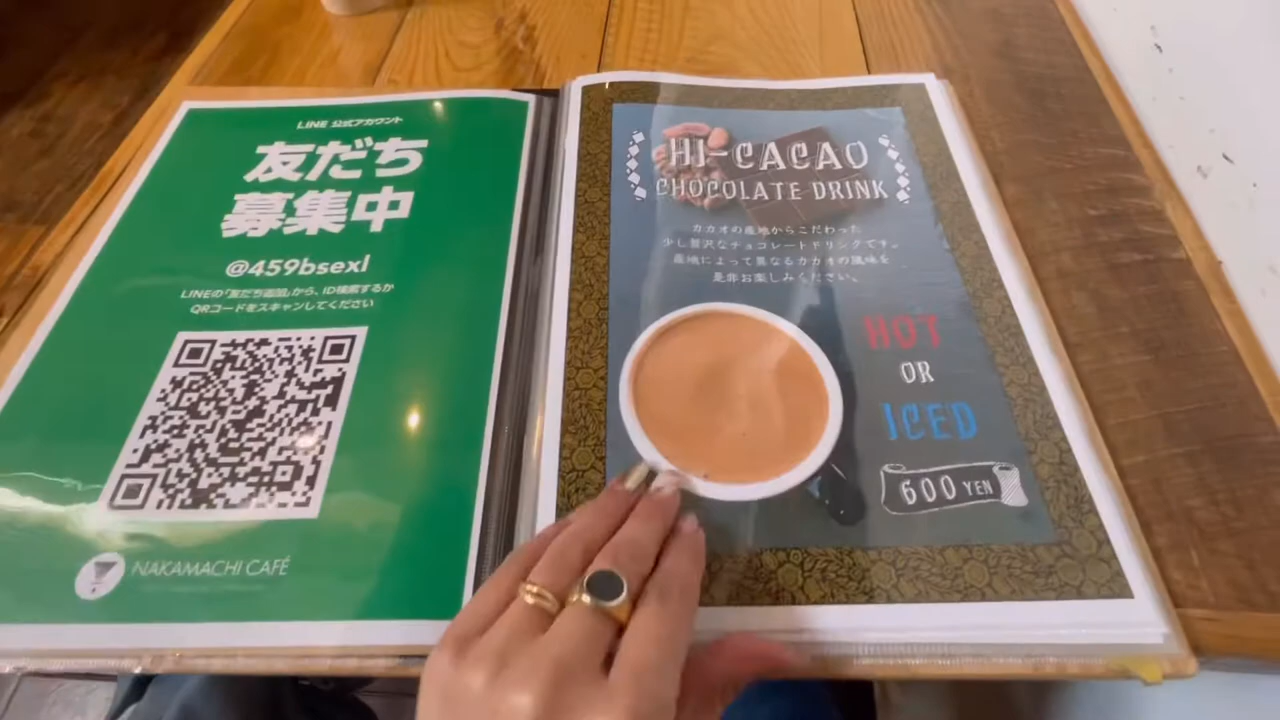 LINE 公式アカウント
友だち
募集中
@459bsexl
LINEの「友だち追加」から、ID検索するか
QRコードをスキャンしてください
NAKAMACHI CAFÉ
HI-CACAO
CHOCOLATE DRINK
カカオの産地からこだわった
少し贅沢なチョコレートドリンクです。
産地によって異なるカカオの風味を
是非お楽しみください。
HOT
OR
ICED
600 YEN